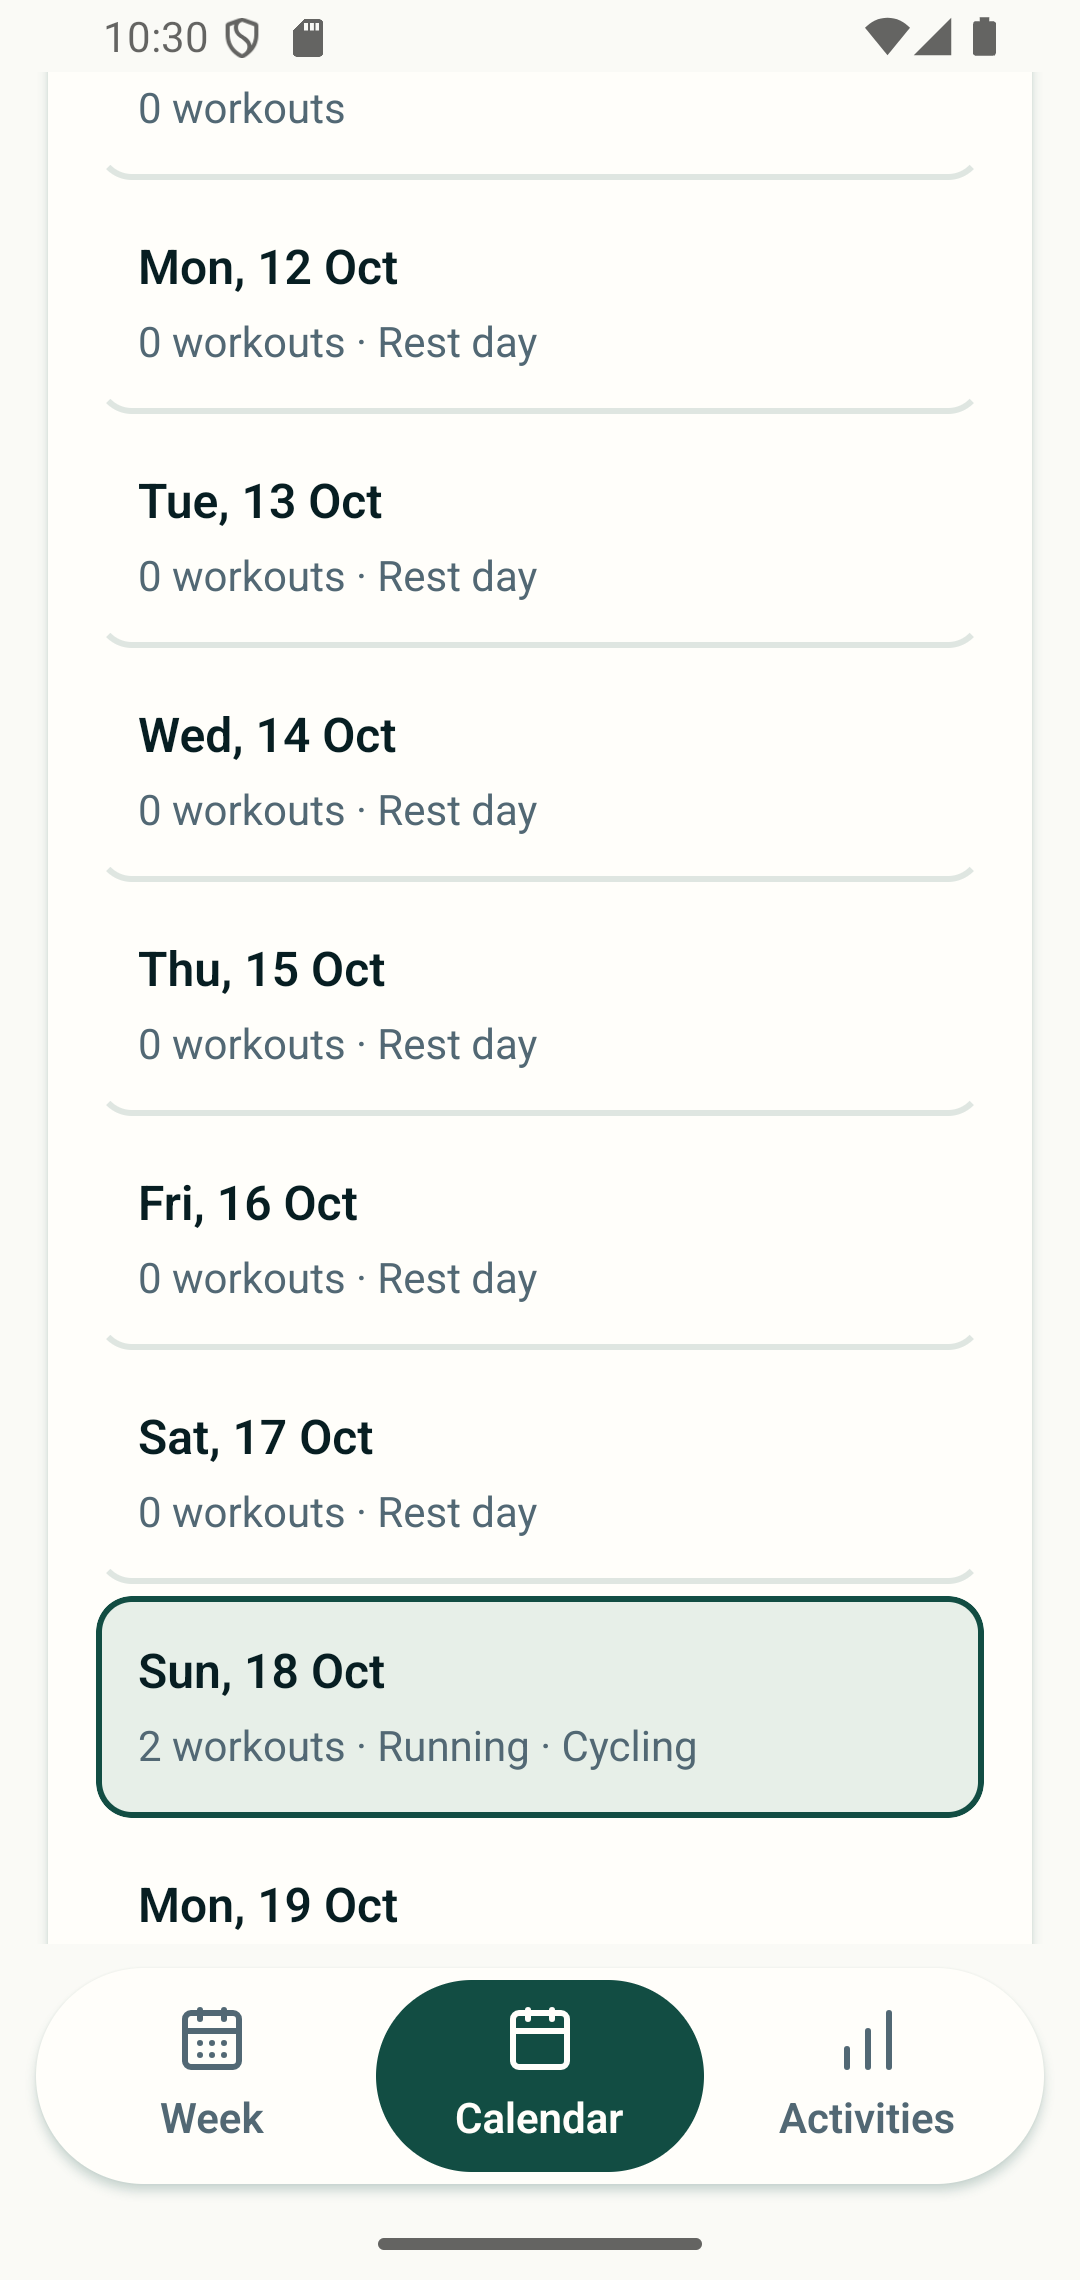 10:30
0 workouts
Mon, 12 Oct
0 workouts · Rest day
Tue, 13 Oct
0 workouts · Rest day
Wed, 14 Oct
0 workouts · Rest day
Thu, 15 Oct
0 workouts · Rest day
Fri, 16 Oct
0 workouts · Rest day
Sat, 17 Oct
0 workouts · Rest day
Sun, 18 Oct
2 workouts · Running · Cycling
Mon, 19 Oct
Week
Calendar
Activities